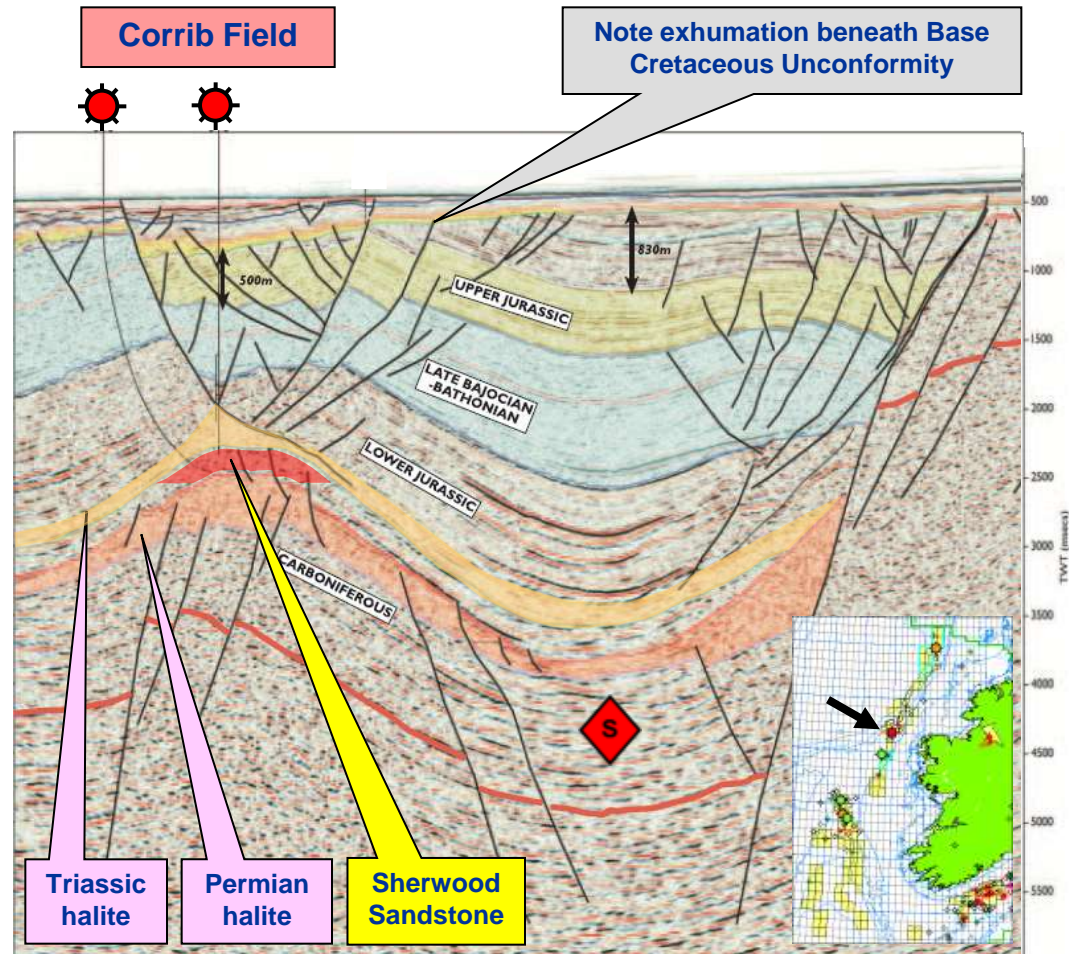 Corrib Field
Note exhumation beneath Base
Cretaceous Unconformity
500
1000
1500
2000
2500
3000
3500
4000
4500
5000
5500
TWT (msecs)
500m
830m
UPPER JURASSIC
LATE BAJOCIAN
-BATHONIAN
LOWER JURASSIC
CARBONIFEROUS
S
Triassic
halite
Permian
halite
Sherwood
Sandstone